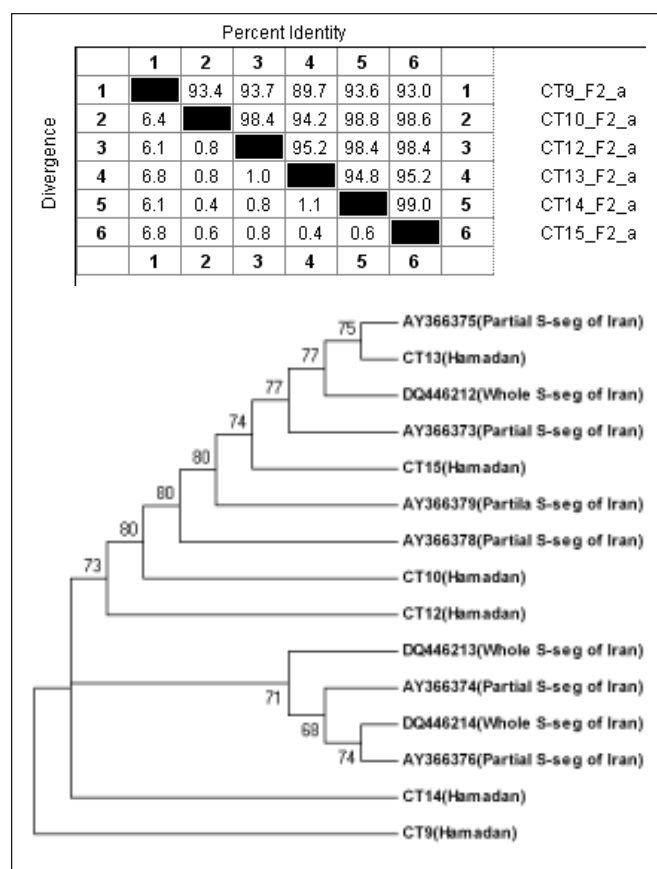 Percent Identity
1 2 3 4 5 6
1 93.4 93.7 89.7 93.6 93.0 1 CT9_F2_a
2 6.4 98.4 94.2 98.8 98.6 2 CT10_F2_a
3 6.1 0.8 95.2 98.4 98.4 3 CT12_F2_a
4 6.8 0.8 1.0 94.8 95.2 4 CT13_F2_a
5 6.1 0.4 0.8 1.1 99.0 5 CT14_F2_a
6 6.8 0.6 0.8 0.4 0.6 6 CT15_F2_a
1 2 3 4 5 6
Divergence
75 AY366375(Partial S-seg of Iran)
77 CT13(Hamadan)
77 DQ446212(Whole S-seg of Iran)
74 AY366373(Partial S-seg of Iran)
80 CT15(Hamadan)
80 AY366379(Partila S-seg of Iran)
80 AY366378(Partial S-seg of Iran)
73 CT10(Hamadan)
CT12(Hamadan)
DQ446213(Whole S-seg of Iran)
71 AY366374(Partial S-seg of Iran)
68 DQ446214(Whole S-seg of Iran)
74 AY366376(Partial S-seg of Iran)
CT14(Hamadan)
CT9(Hamadan)